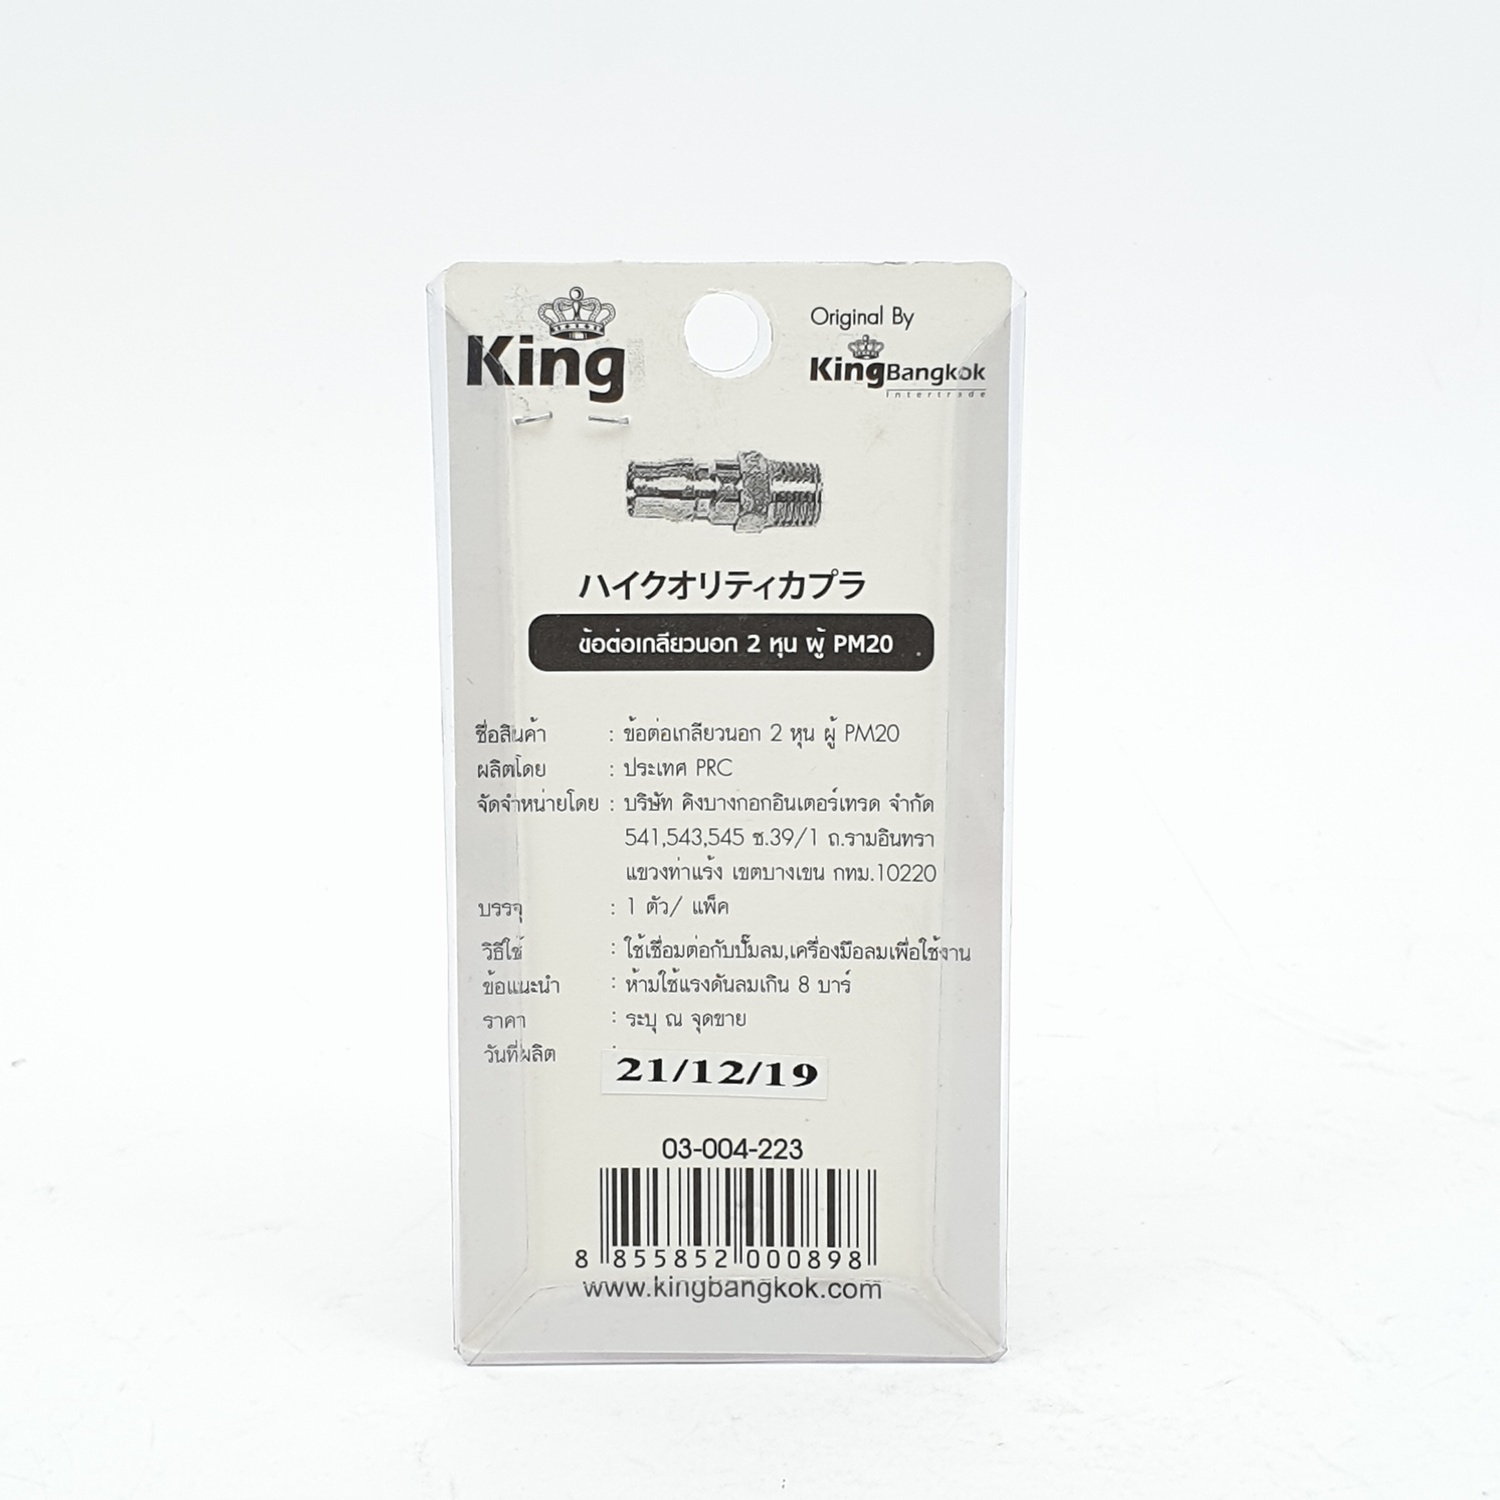 King
Original By
KingBangkok
Intertrade
ハイクオリティカプラ
ข้อต่อเกลียวนอก 2 หุน ผู้ PM20
ชื่อสินค้า : ข้อต่อเกลียวนอก 2 หุน ผู้ PM20
ผลิตโดย : ประเทศ PRC
จัดจำหน่ายโดย : บริษัท คิงบางกอกอินเตอร์เทรด จำกัด
541,543,545 ซ.39/1 ถ.รามอินทรา
แขวงท่าแร้ง เขตบางเขน กทม.10220
บรรจุ : 1 ตัว/ แพ็ค
วิธีใช้ : ใช้เชื่อมต่อกับปั๊มลม,เครื่องมือลมเพื่อใช้งาน
ข้อแนะนำ : ห้ามใช้แรงดันลมเกิน 8 บาร์
ราคา : ระบุ ณ จุดขาย
วันที่ผลิต :
21/12/19
03-004-223
8 855852 000898
www.kingbangkok.com